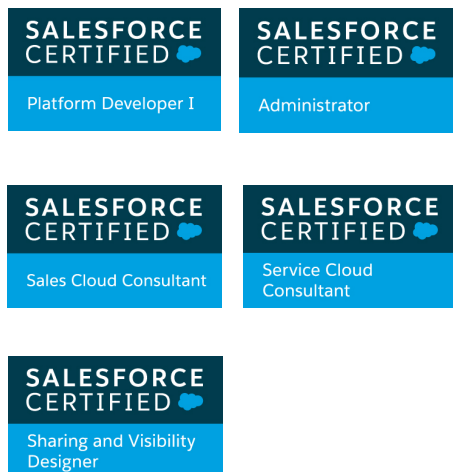 SALESFORCE
CERTIFIED
Platform Developer I
SALESFORCE
CERTIFIED
Administrator
SALESFORCE
CERTIFIED
Sales Cloud Consultant
SALESFORCE
CERTIFIED
Service Cloud
Consultant
SALESFORCE
CERTIFIED
Sharing and Visibility
Designer